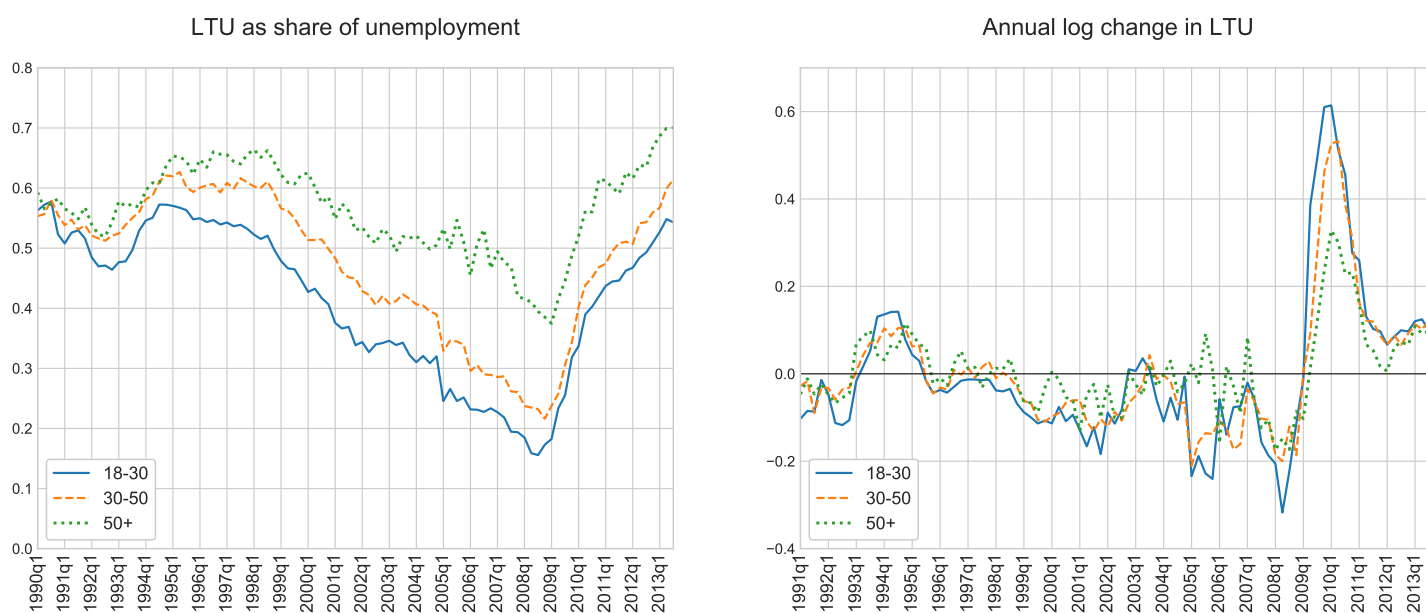 LTU as share of unemployment
0.8
0.7
0.6
0.5
0.4
0.3
0.2
0.1
0.0
18-30
30-50
50+
1990q1
1991q1
1992q1
1993q1
1994q1
1995q1
1996q1
1997q1
1998q1
1999q1
2000q1
2001q1
2002q1
2003q1
2004q1
2005q1
2006q1
2007q1
2008q1
2009q1
2010q1
2011q1
2012q1
2013q1
Annual log change in LTU
0.6
0.4
0.2
0.0
−0.2
−0.4
18-30
30-50
50+
1991q1
1992q1
1993q1
1994q1
1995q1
1996q1
1997q1
1998q1
1999q1
2000q1
2001q1
2002q1
2003q1
2004q1
2005q1
2006q1
2007q1
2008q1
2009q1
2010q1
2011q1
2012q1
2013q1